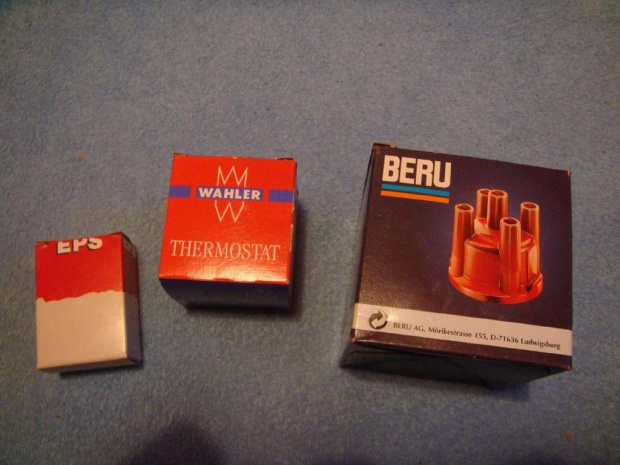 EPS
WAHLER
THERMOSTAT
BERU
BERU AG, Mörikestrasse 155, D-71636 Ludwigsburg